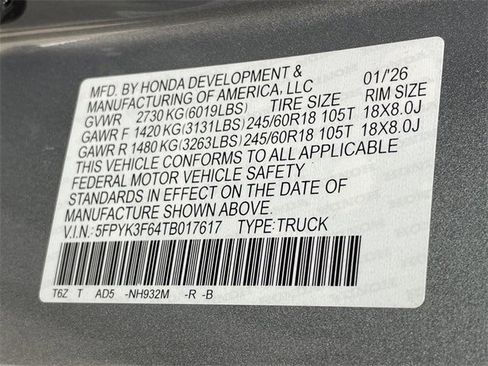 MFD. BY HONDA DEVELOPMENT &
MANUFACTURING OF AMERICA, LLC 01/'26
GVWR 2730 KG(6019LBS) TIRE SIZE RIM SIZE
GAWR F 1420 KG(3131LBS) 245/60R18 105T 18X8.0J
GAWR R 1480 KG(3263LBS) 245/60R18 105T 18X8.0J
THIS VEHICLE CONFORMS TO ALL APPLICABLE
FEDERAL MOTOR VEHICLE SAFETY
STANDARDS IN EFFECT ON THE DATE OF
MANUFACTURE SHOWN ABOVE.
V.I.N.: 5FPYK3F64TB017617 TYPE:TRUCK
T6Z T AD5 -NH932M -R -B